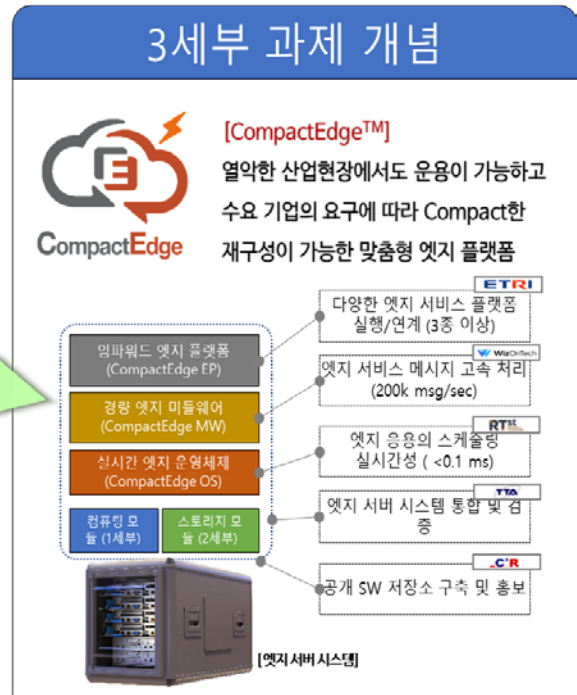 3세부 과제 개념
[CompactEdge™]
열악한 산업현장에서도 운용이 가능하고
수요 기업의 요구에 따라 Compact한
재구성이 가능한 맞춤형 엣지 플랫폼
CompactEdge
ETRI
다양한 엣지 서비스 플랫폼
실행/연계 (3종 이상)
임파워드 엣지 플랫폼
(CompactEdge EP)
WizOnTech
엣지 서비스 메시지 고속 처리
(200k msg/sec)
경량 엣지 미들웨어
(CompactEdge MW)
RTst
엣지 응용의 스케줄링
실시간성 ( <0.1 ms)
실시간 엣지 운영체제
(CompactEdge OS)
TTA
엣지 서버 시스템 통합 및 검
증
컴퓨팅 모
듈 (1세부)
스토리지 모
듈 (2세부)
공개 SW 저장소 구축 및 홍보
[엣지 서버 시스템]